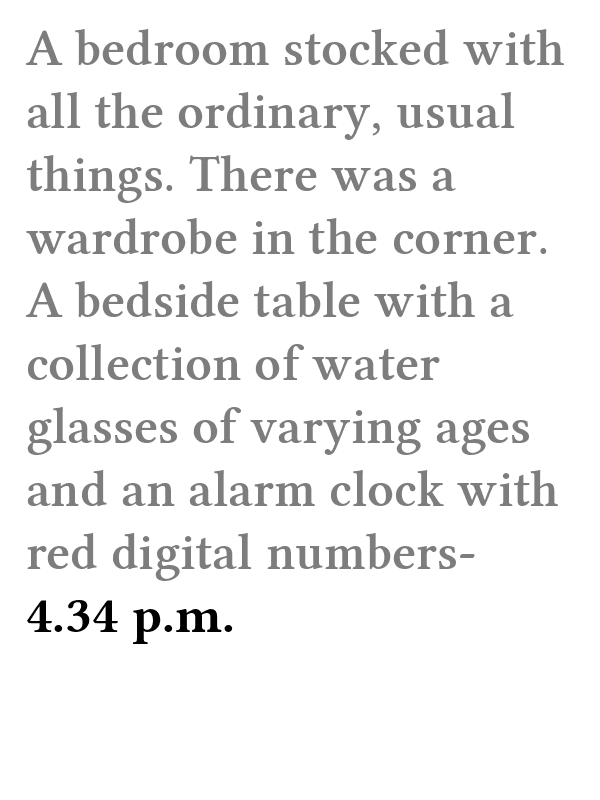 A bedroom stocked with
all the ordinary, usual
things. There was a
wardrobe in the corner.
A bedside table with a
collection of water
glasses of varying ages
and an alarm clock with
red digital numbers-
4.34 p.m.